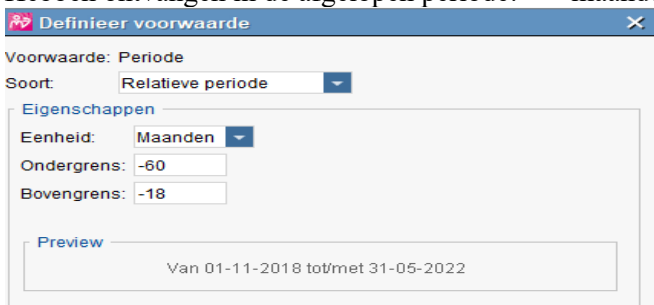 Definieer voorwaarde
Voorwaarde: Periode
Soort: Relatieve periode
Eigenschappen
Eenheid: Maanden
Ondergrens: -60
Bovengrens: -18
Preview
Van 01-11-2018 tot/met 31-05-2022